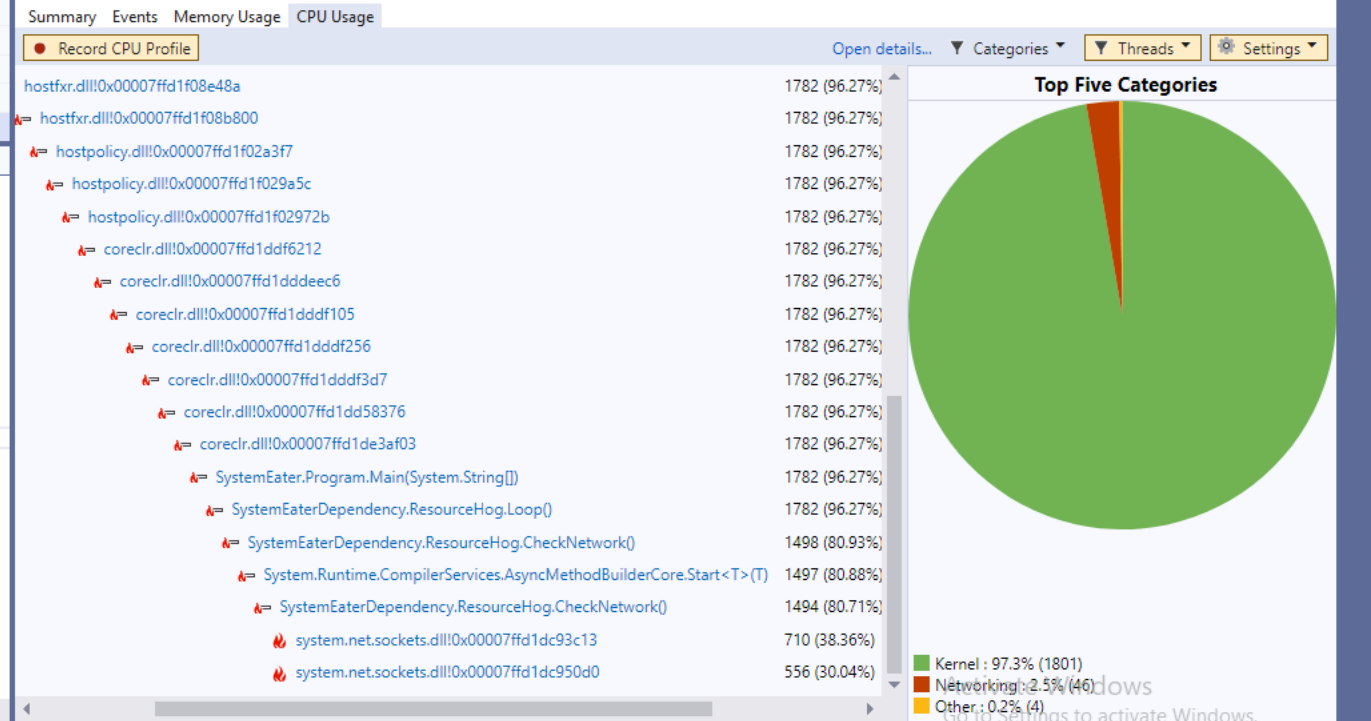 Summary Events Memory Usage CPU Usage
Record CPU Profile Open details... Categories Threads Settings
hostfxr.dll!0x00007ffd1f08e48a 1782 (96.27%)
hostfxr.dll!0x00007ffd1f08b800 1782 (96.27%)
hostpolicy.dll!0x00007ffd1f02a3f7 1782 (96.27%)
hostpolicy.dll!0x00007ffd1f029a5c 1782 (96.27%)
hostpolicy.dll!0x00007ffd1f02972b 1782 (96.27%)
coreclr.dll!0x00007ffd1ddf6212 1782 (96.27%)
coreclr.dll!0x00007ffd1dddeec6 1782 (96.27%)
coreclr.dll!0x00007ffd1dddf105 1782 (96.27%)
coreclr.dll!0x00007ffd1dddf256 1782 (96.27%)
coreclr.dll!0x00007ffd1dddf3d7 1782 (96.27%)
coreclr.dll!0x00007ffd1dd58376 1782 (96.27%)
coreclr.dll!0x00007ffd1de3af03 1782 (96.27%)
SystemEater.Program.Main(System.String[]) 1782 (96.27%)
SystemEaterDependency.ResourceHog.Loop() 1782 (96.27%)
SystemEaterDependency.ResourceHog.CheckNetwork() 1498 (80.93%)
System.Runtime.CompilerServices.AsyncMethodBuilderCore.Start<T>(T) 1497 (80.88%)
SystemEaterDependency.ResourceHog.CheckNetwork() 1494 (80.71%)
system.net.sockets.dll!0x00007ffd1dc93c13 710 (38.36%)
system.net.sockets.dll!0x00007ffd1dc950d0 556 (30.04%)
Top Five Categories
Kernel : 97.3% (1801)
Networking : 2.5% (46)
Other : 0.2% (4)
Activate Windows
Go to Settings to activate Windows.